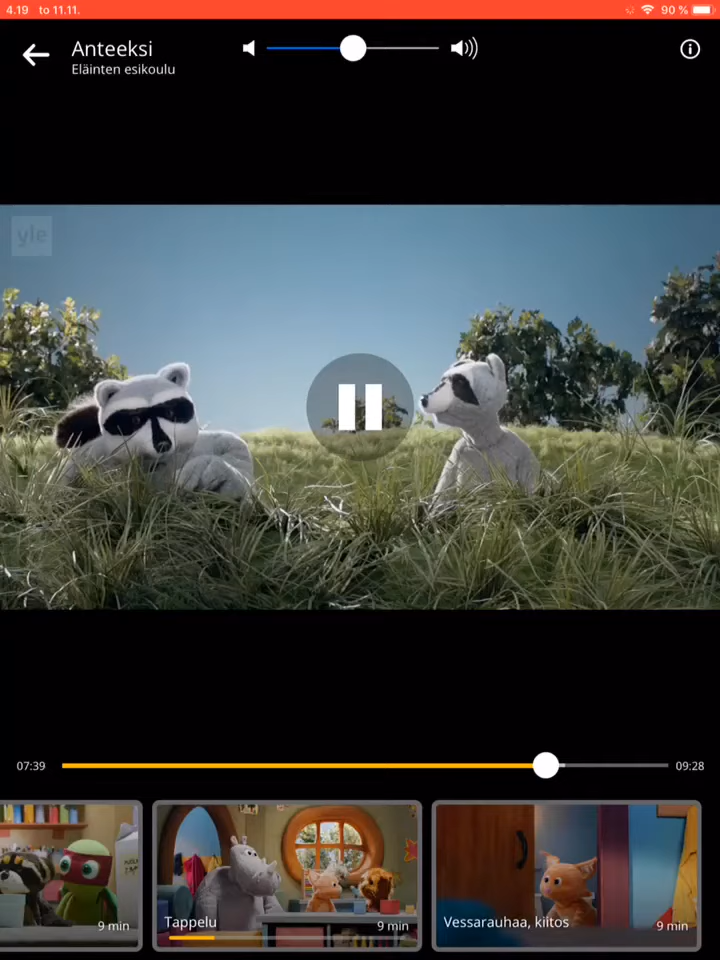 4.19 to 11.11. 90 %
Anteeksi
Eläinten esikoulu
yle
07:39 09:28
9 min
Tappelu 9 min
Vessarauhaa, kiitos 9 min